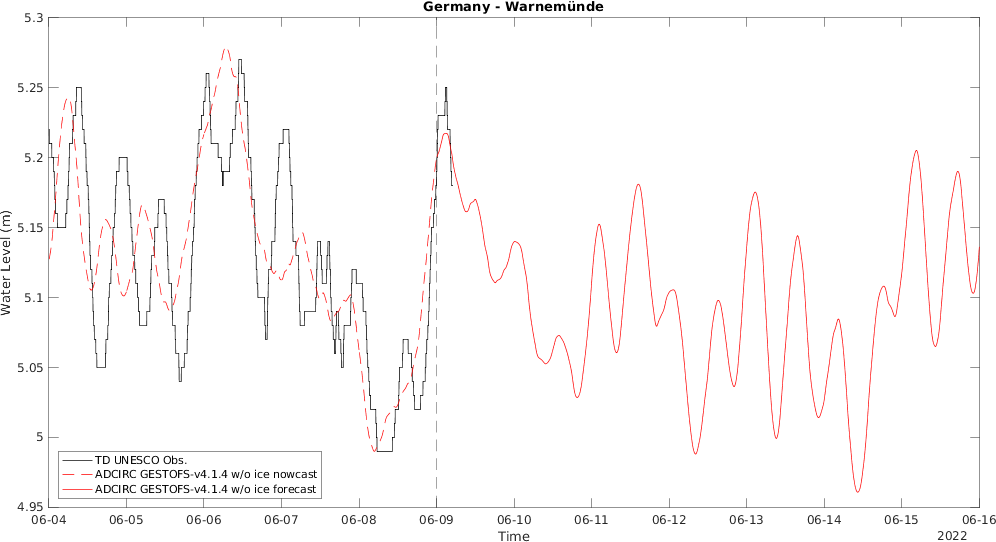 Germany - Warnemünde
5.3
5.25
5.2
5.15
5.1
5.05
5
4.95
Water Level (m)
TD UNESCO Obs.
ADCIRC GESTOFS-v4.1.4 w/o ice nowcast
ADCIRC GESTOFS-v4.1.4 w/o ice forecast
06-04 06-05 06-06 06-07 06-08 06-09 06-10 06-11 06-12 06-13 06-14 06-15 06-16
Time
2022